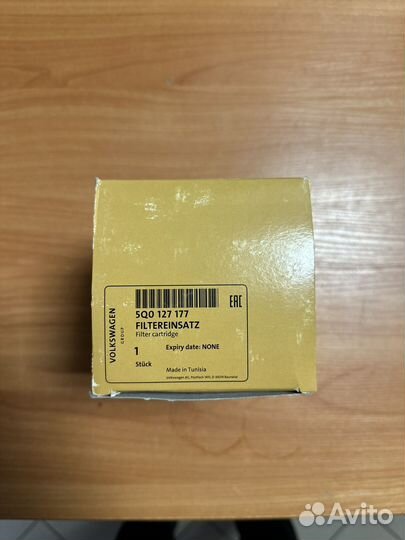 VOLKSWAGEN
GROUP
5Q0 127 177
FILTEREINSATZ
Filter cartridge
EAC
1
Expiry date: NONE
Stück
Made in Tunisia
Avito